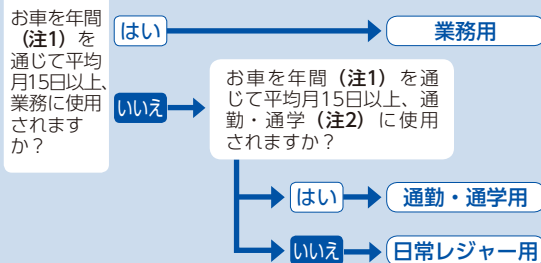 お車を年間
（注1）を
通じて平均
月15日以上、
業務に使用
されます
か？
はい
業務用
いいえ
お車を年間（注1）を通
じて平均月15日以上、通
勤・通学（注2）に使用
されますか？
はい
通勤・通学用
いいえ
日常レジャー用